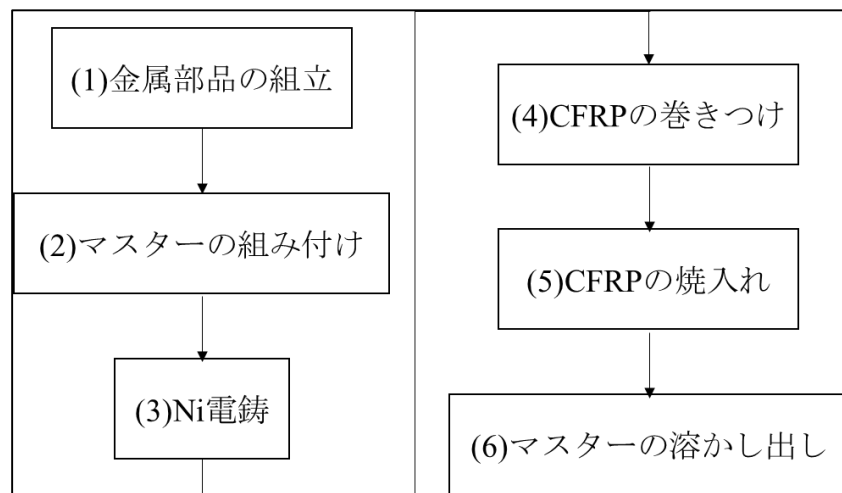 (1)金属部品の組立
(2)マスターの組み付け
(3)Ni電鋳
(4)CFRPの巻きつけ
(5)CFRPの焼入れ
(6)マスターの溶かし出し